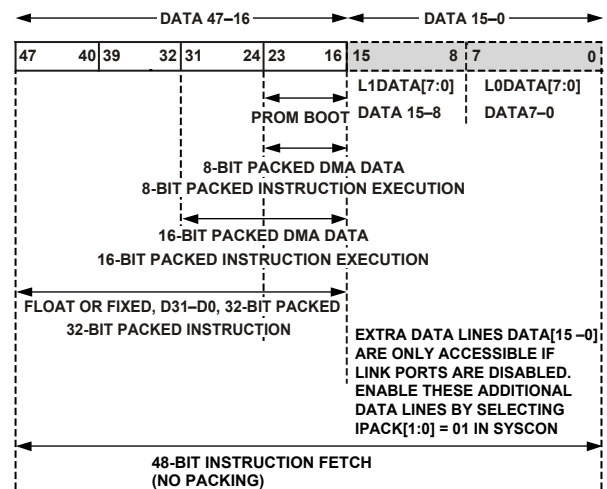 DATA 47–16 DATA 15–0
47 40 39 32 31 24 23 16 15 8 7 0
L1DATA[7:0] L0DATA[7:0]
PROM BOOT DATA 15–8 DATA7–0
8-BIT PACKED DMA DATA
8-BIT PACKED INSTRUCTION EXECUTION
16-BIT PACKED DMA DATA
16-BIT PACKED INSTRUCTION EXECUTION
FLOAT OR FIXED, D31–D0, 32-BIT PACKED
32-BIT PACKED INSTRUCTION
EXTRA DATA LINES DATA[15 –0]
ARE ONLY ACCESSIBLE IF
LINK PORTS ARE DISABLED.
ENABLE THESE ADDITIONAL
DATA LINES BY SELECTING
IPACK[1:0] = 01 IN SYSCON
48-BIT INSTRUCTION FETCH
(NO PACKING)